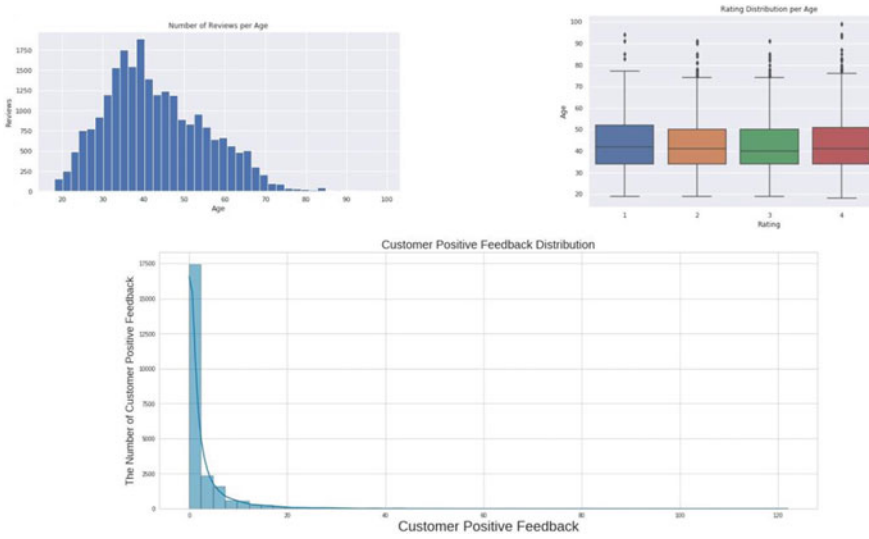 Number of Reviews per Age
1750
1500
1250
1000
750
500
250
0
Reviews
20 30 40 50 60 70 80 90 100
Age
Rating Distribution per Age
100
90
80
70
60
50
40
30
20
Age
1 2 3 4
Rating
Customer Positive Feedback Distribution
17500
15000
12500
10000
7500
5000
2500
0
The Number of Customer Positive Feedback
0 20 40 60 80 100 120
Customer Positive Feedback